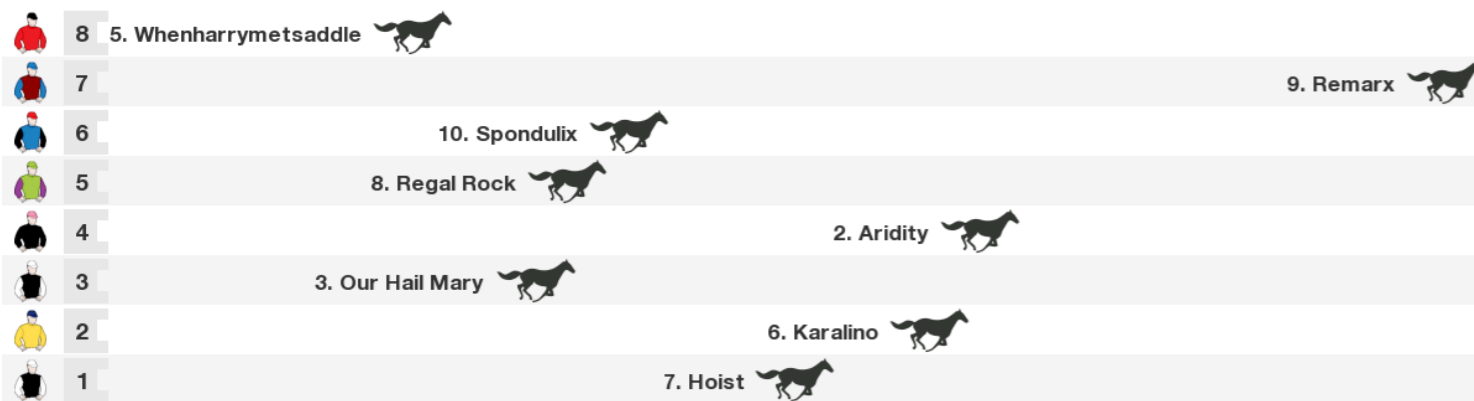 8 5. Whenharrymetsaddle
7 9. Remarx
6 10. Spondulix
5 8. Regal Rock
4 2. Aridity
3 3. Our Hail Mary
2 6. Karalino
1 7. Hoist